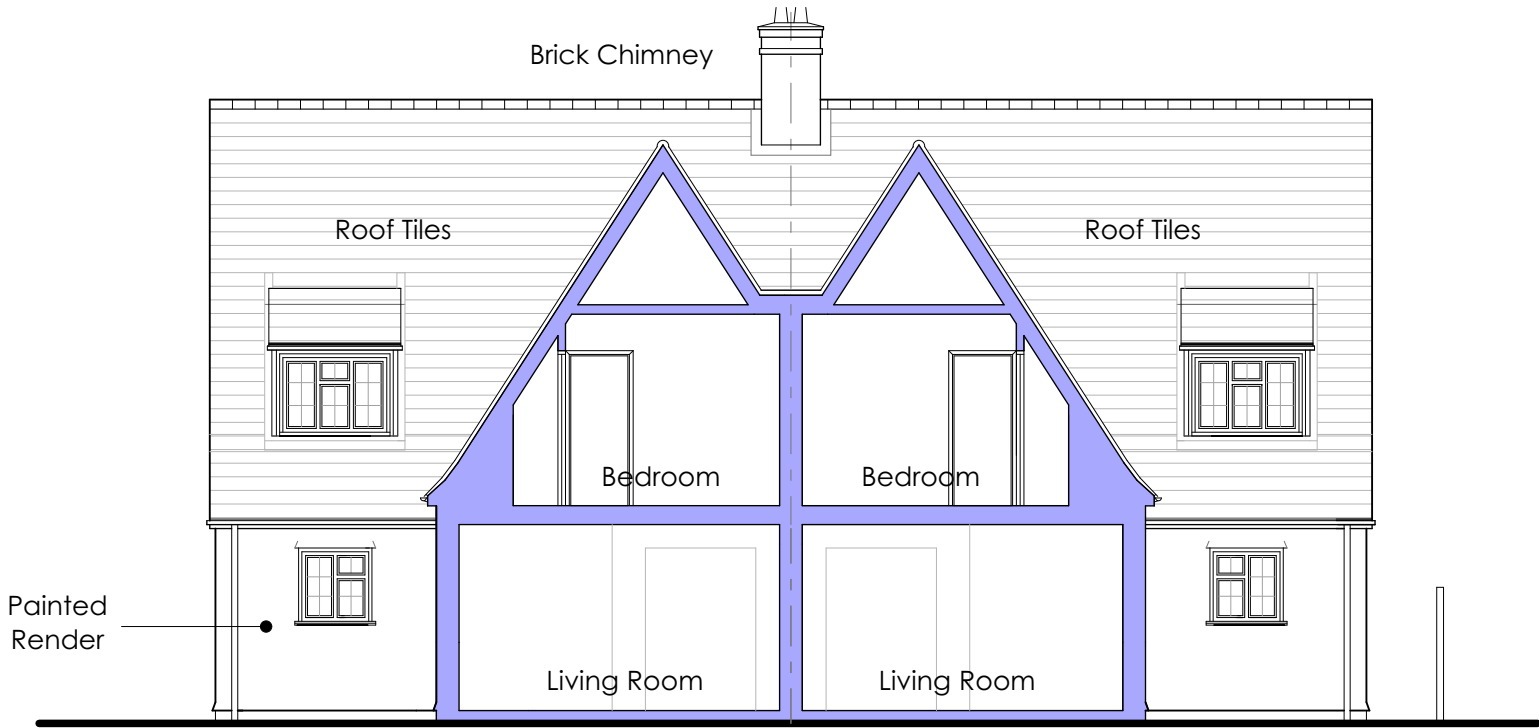 Brick Chimney
Roof Tiles
Roof Tiles
Bedroom
Bedroom
Painted
Render
Living Room
Living Room